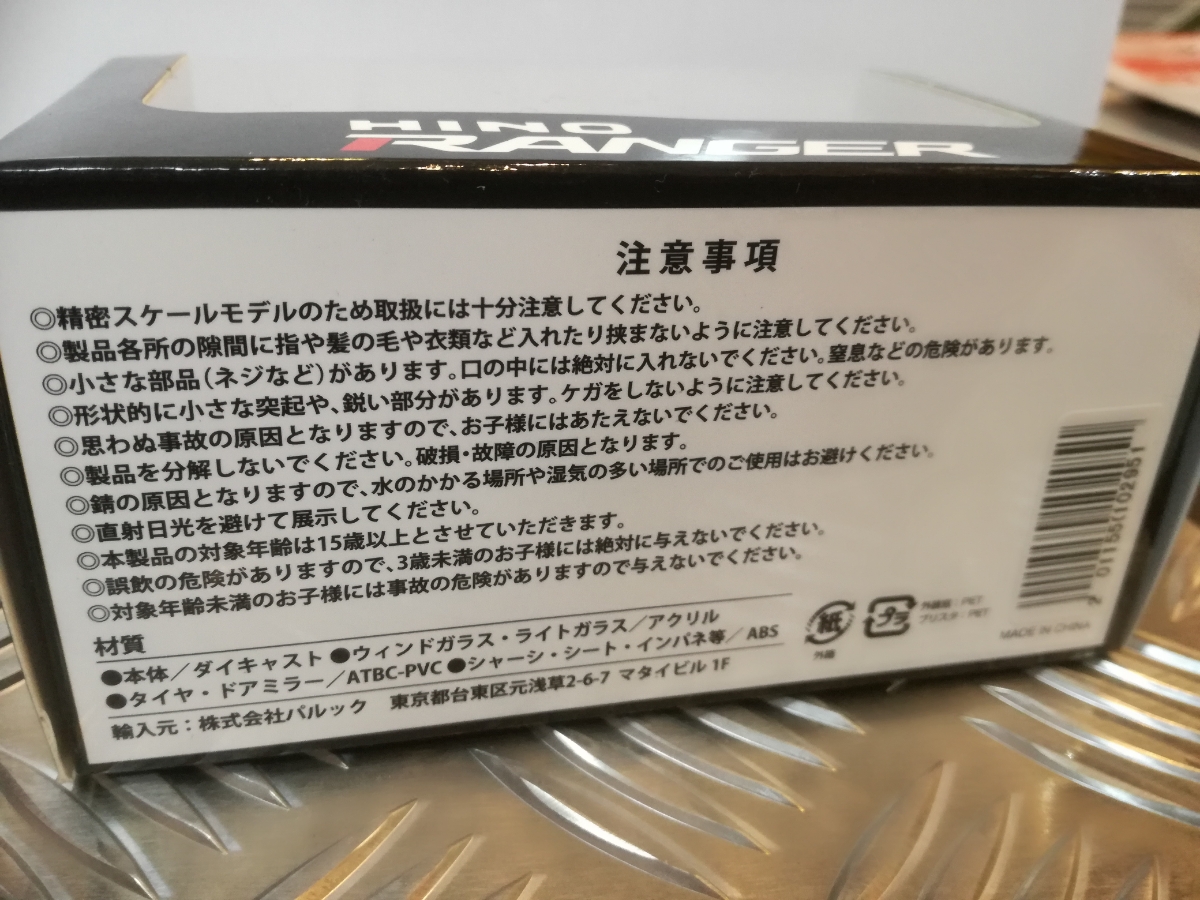 HINO
RANGER
注意事項
◎精密スケールモデルのため取扱には十分注意してください。
◎製品各所の隙間に指や髪の毛や衣類など入れたり挟まないように注意してください。
◎小さな部品(ネジなど)があります。口の中には絶対に入れないでください。窒息などの危険があります。
◎形状的に小さな突起や、鋭い部分があります。ケガをしないように注意してください。
◎思わぬ事故の原因となりますので、お子様にはあたえないでください。
◎製品を分解しないでください。破損・故障の原因となります。
◎錆の原因となりますので、水のかかる場所や湿気の多い場所でのご使用はお避けください。
◎直射日光を避けて展示してください。
◎本製品の対象年齢は15歳以上とさせていただきます。
◎誤飲の危険がありますので、3歳未満のお子様には絶対に与えないでください。
◎対象年齢未満のお子様には事故の危険がありますので与えないでください。
材質
●本体／ダイキャスト ●ウィンドガラス・ライトガラス／アクリル
●タイヤ・ドアミラー／ATBC-PVC ●シャーシ・シート・インパネ等／ABS
輸入元：株式会社パルック 東京都台東区元浅草2-6-7 マタイビル 1F
紙
外箱
プラ
外箱窓：PET
ブリスタ：PET
MADE IN CHINA